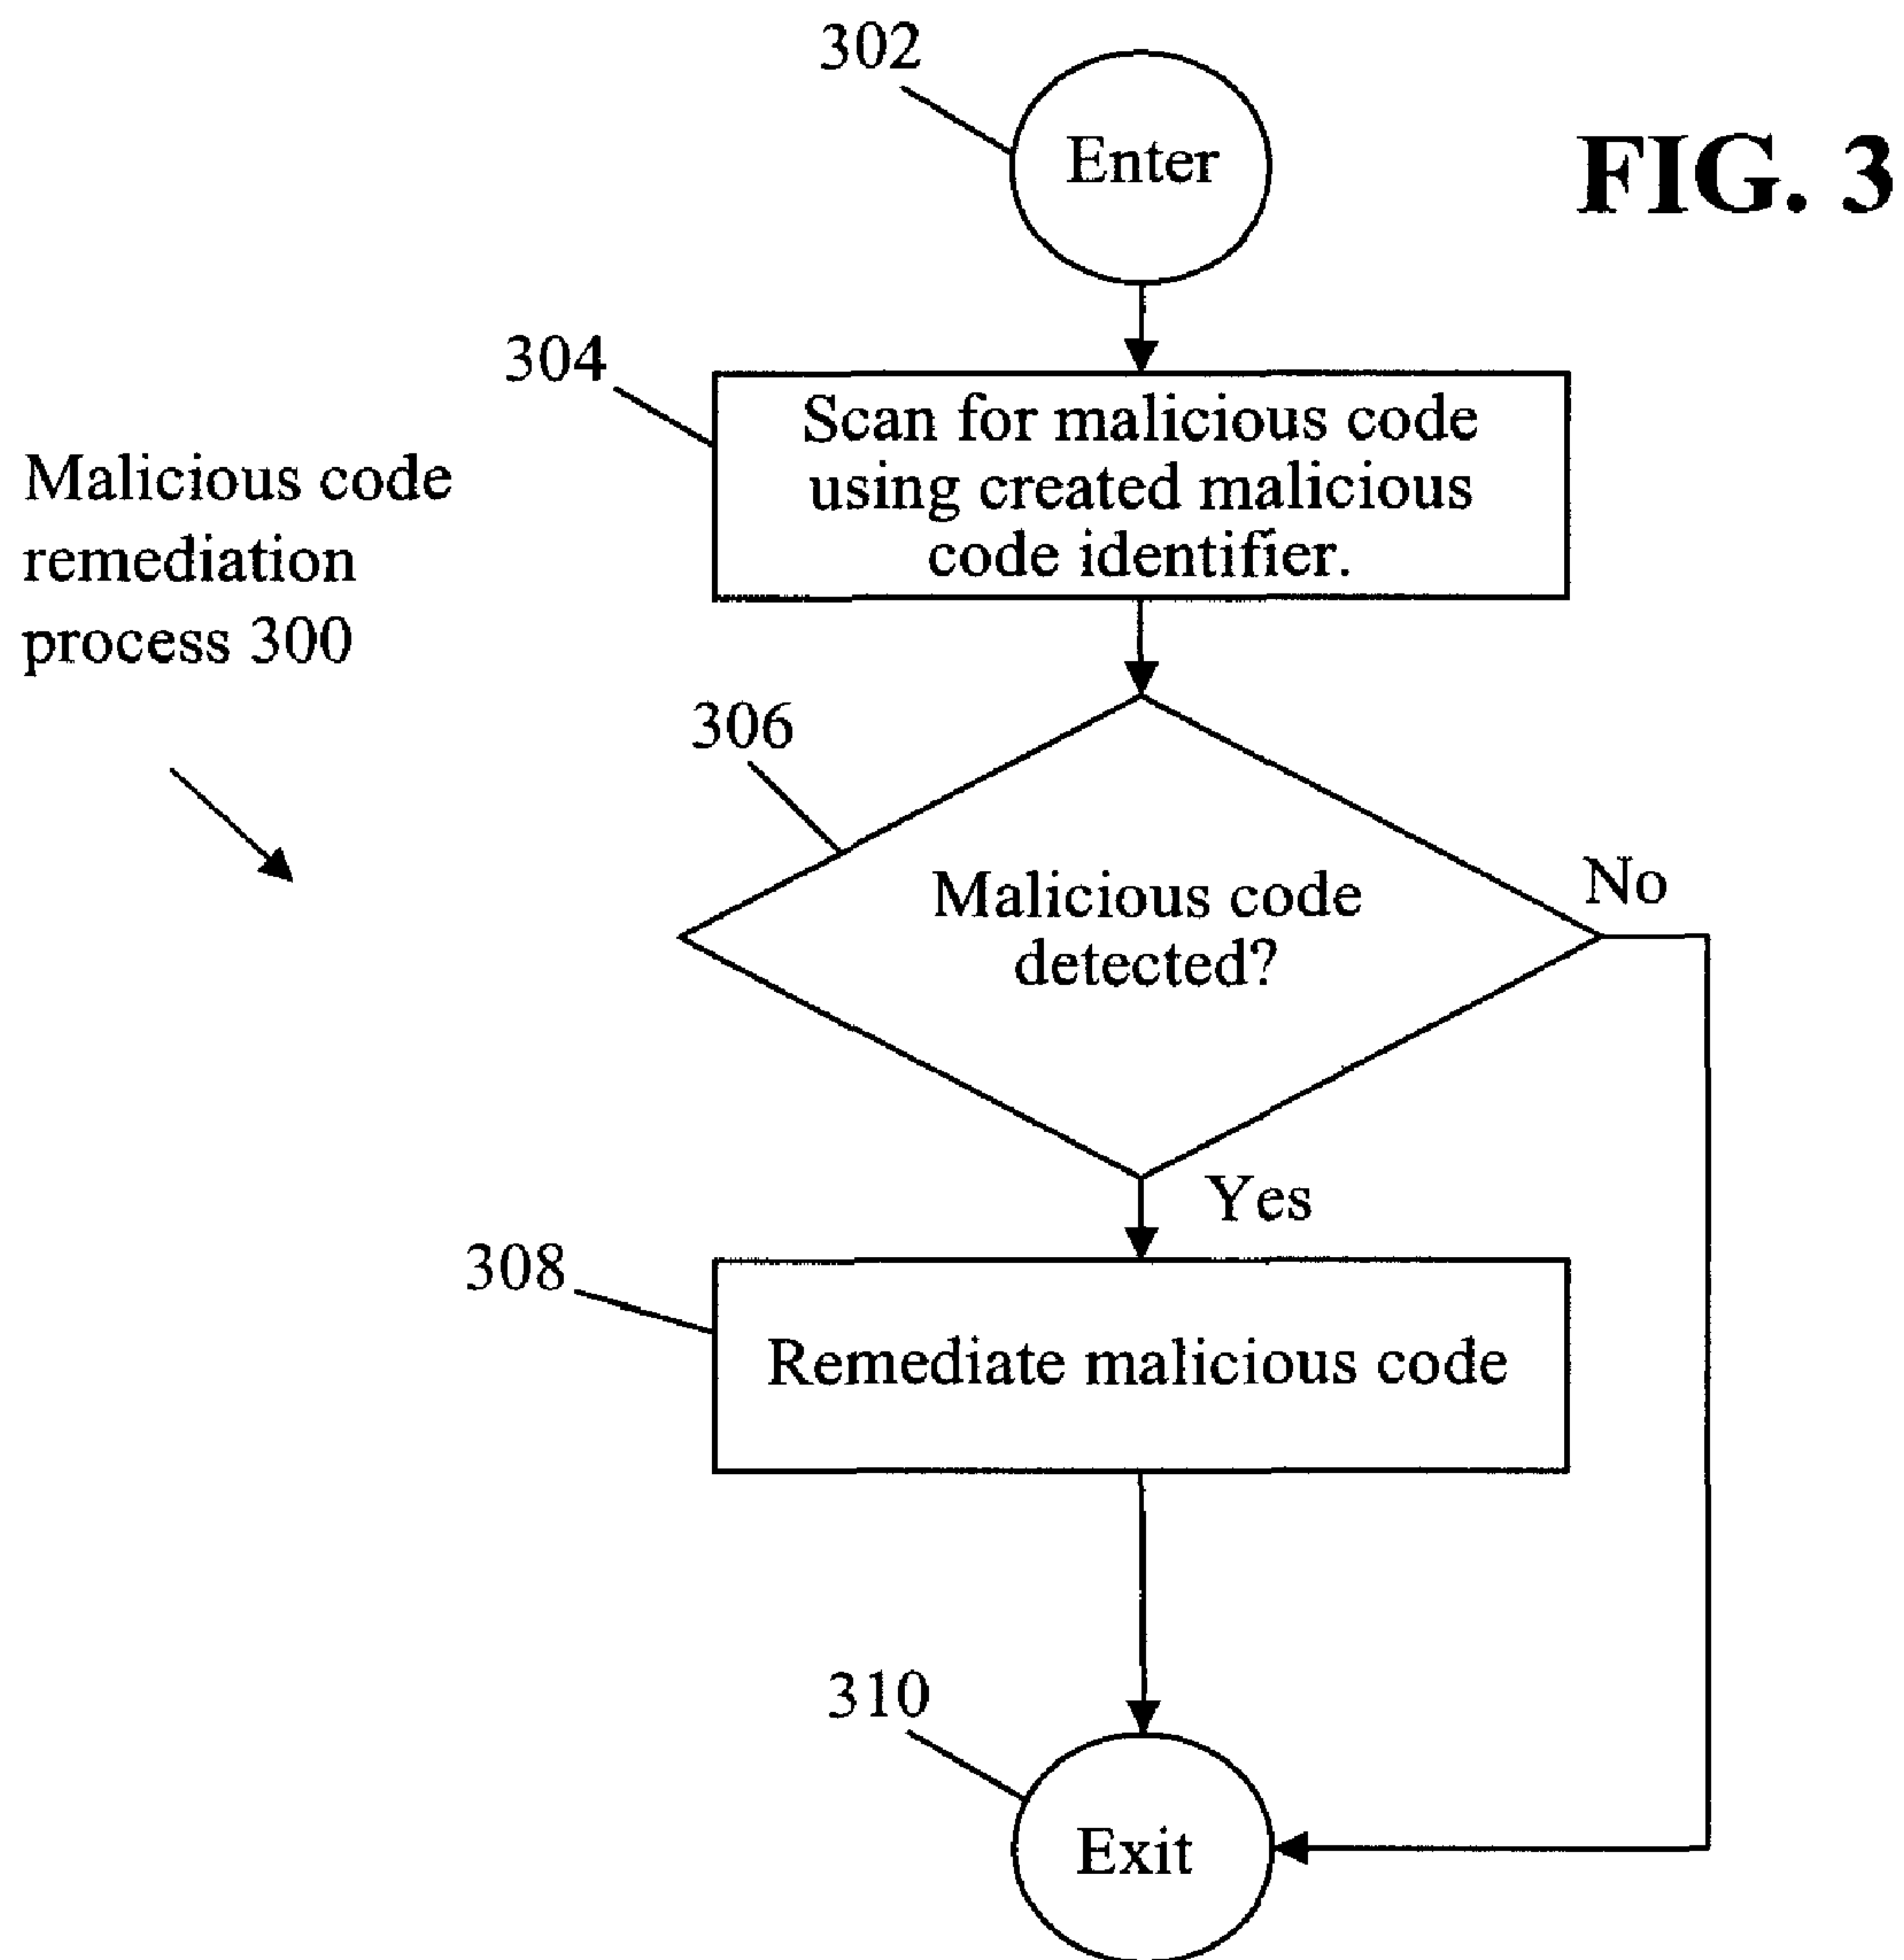 302
Enter
FIG. 3
304
Scan for malicious code
using created malicious
code identifier.
Malicious code
remediation
process 300
306
Malicious code
detected?
No
Yes
308
Remediate malicious code
310
Exit